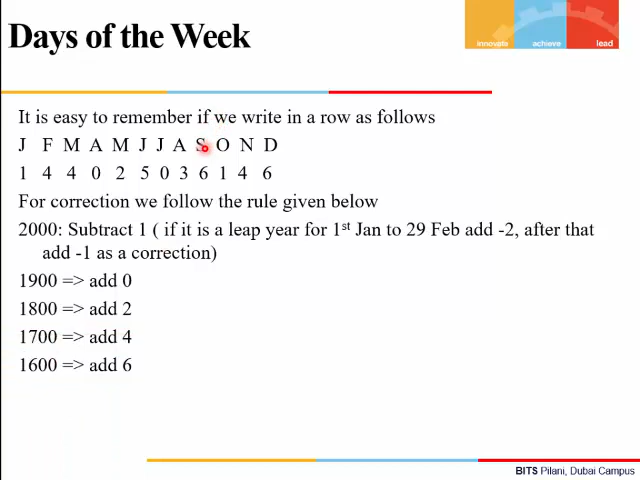 Days of the Week
innovate achieve lead
It is easy to remember if we write in a row as follows
J F M A M J J A S O N D
1 4 4 0 2 5 0 3 6 1 4 6
For correction we follow the rule given below
2000: Subtract 1 ( if it is a leap year for 1st Jan to 29 Feb add -2, after that
add -1 as a correction)
1900 => add 0
1800 => add 2
1700 => add 4
1600 => add 6
BITS Pilani, Dubai Campus